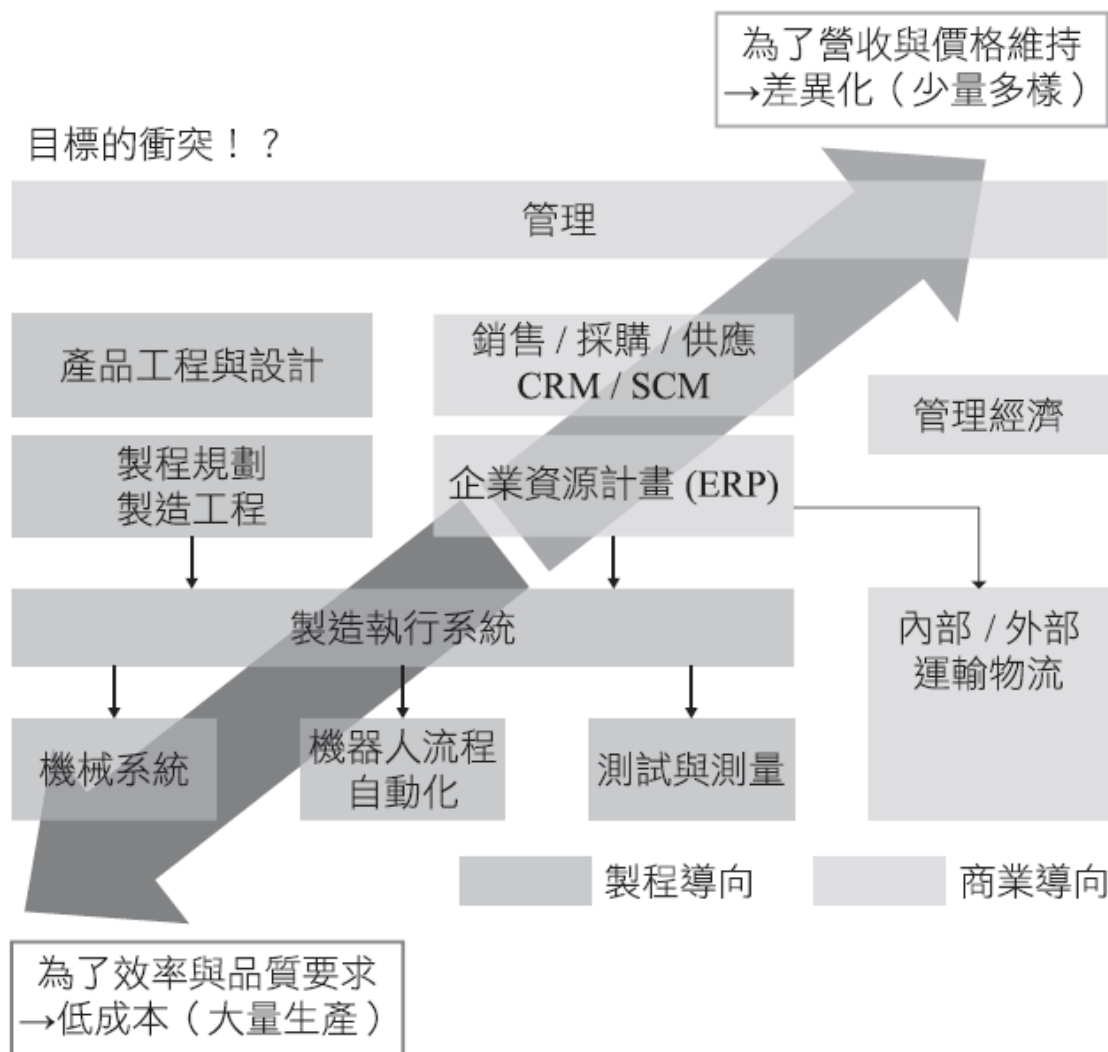 為了營收與價格維持
→差異化（少量多樣）
目標的衝突！？
管理
產品工程與設計
銷售 / 採購 / 供應
CRM / SCM
管理經濟
製程規劃
製造工程
企業資源計畫 (ERP)
製造執行系統
內部 / 外部
運輸物流
機械系統
機器人流程
自動化
測試與測量
製程導向
商業導向
為了效率與品質要求
→低成本（大量生產）